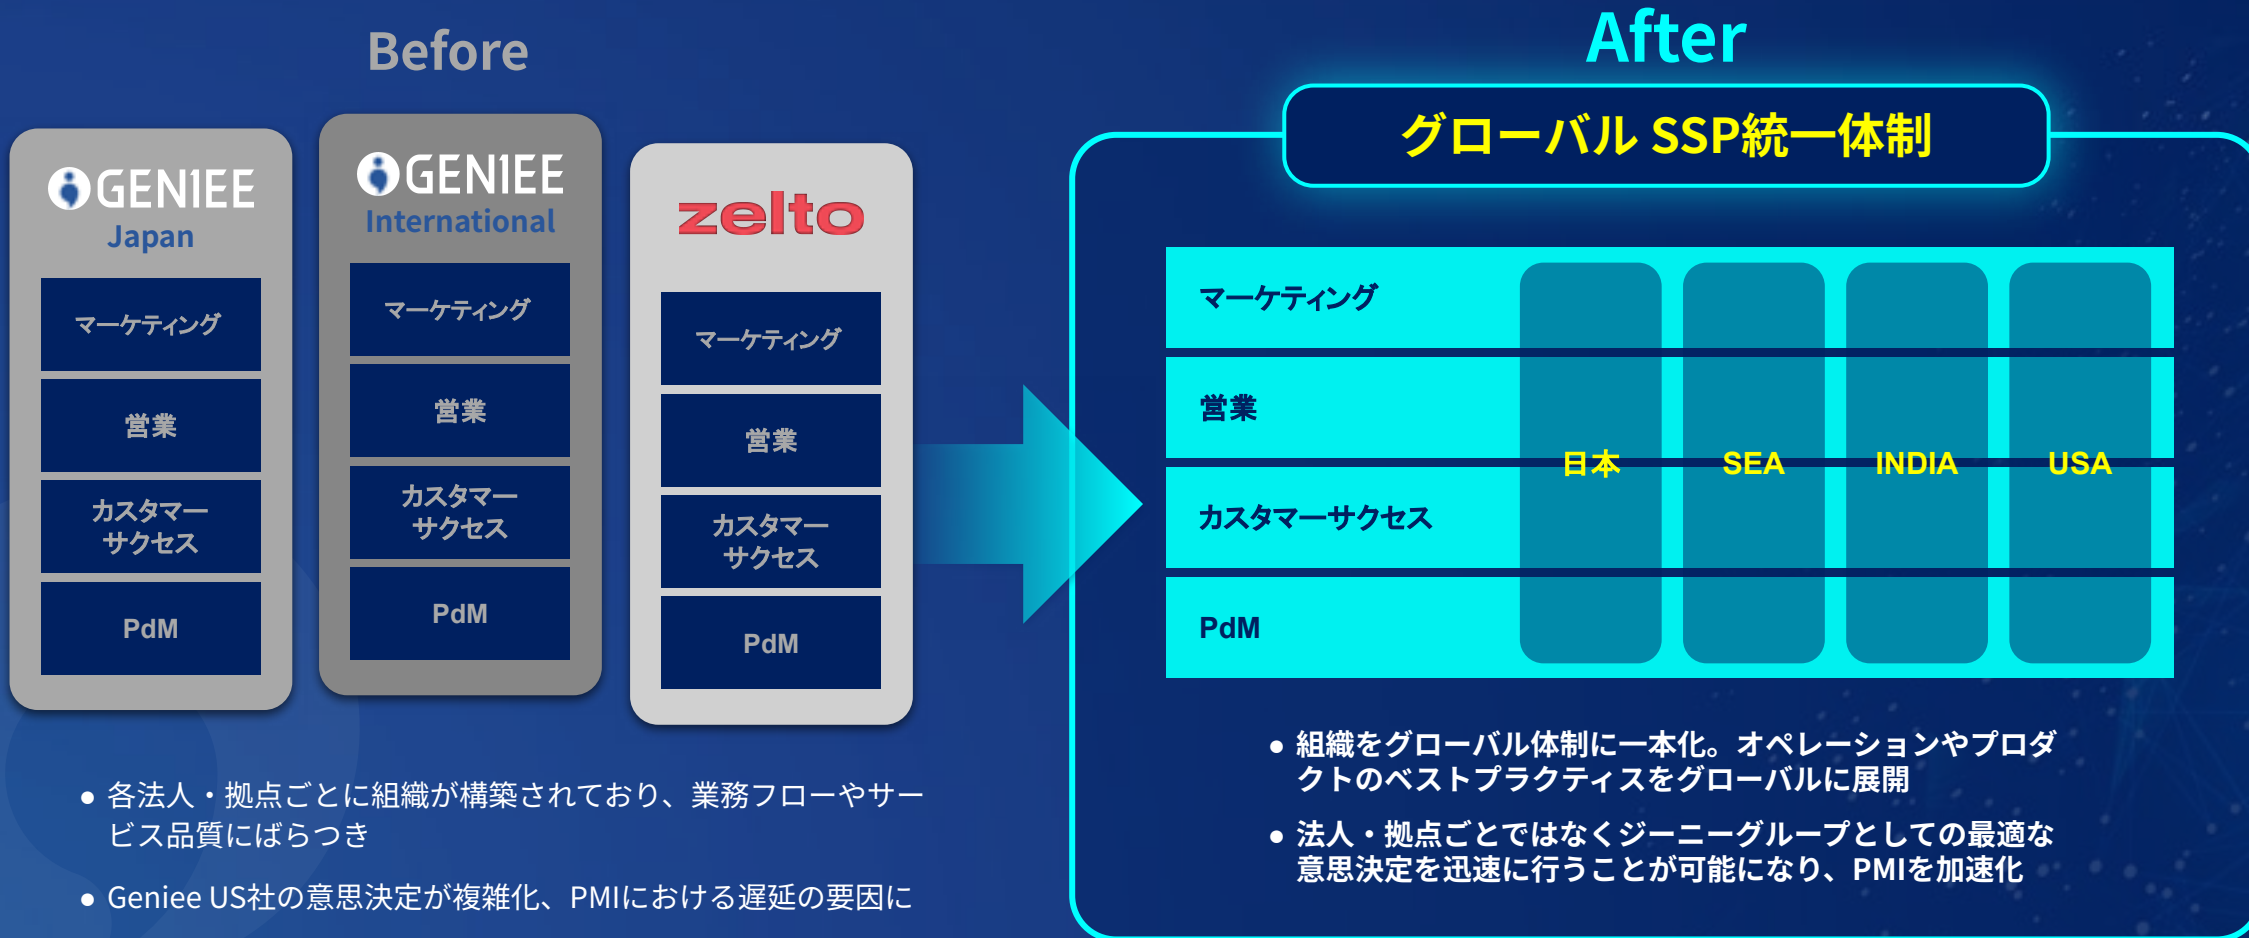 Before
GENIEE
Japan
マーケティング
営業
カスタマー
サクセス
PdM
GENIEE
International
マーケティング
営業
カスタマー
サクセス
PdM
zelto
マーケティング
営業
カスタマー
サクセス
PdM
● 各法人・拠点ごとに組織が構築されており、業務フローやサー
ビス品質にばらつき
● Geniee US社の意思決定が複雑化、PMIにおける遅延の要因に
After
グローバル SSP統一体制
マーケティング
営業
カスタマーサクセス
PdM
日本 SEA INDIA USA
● 組織をグローバル体制に一本化。オペレーションやプロダ
クトのベストプラクティスをグローバルに展開
● 法人・拠点ごとではなくジーニーグループとしての最適な
意思決定を迅速に行うことが可能になり、PMIを加速化